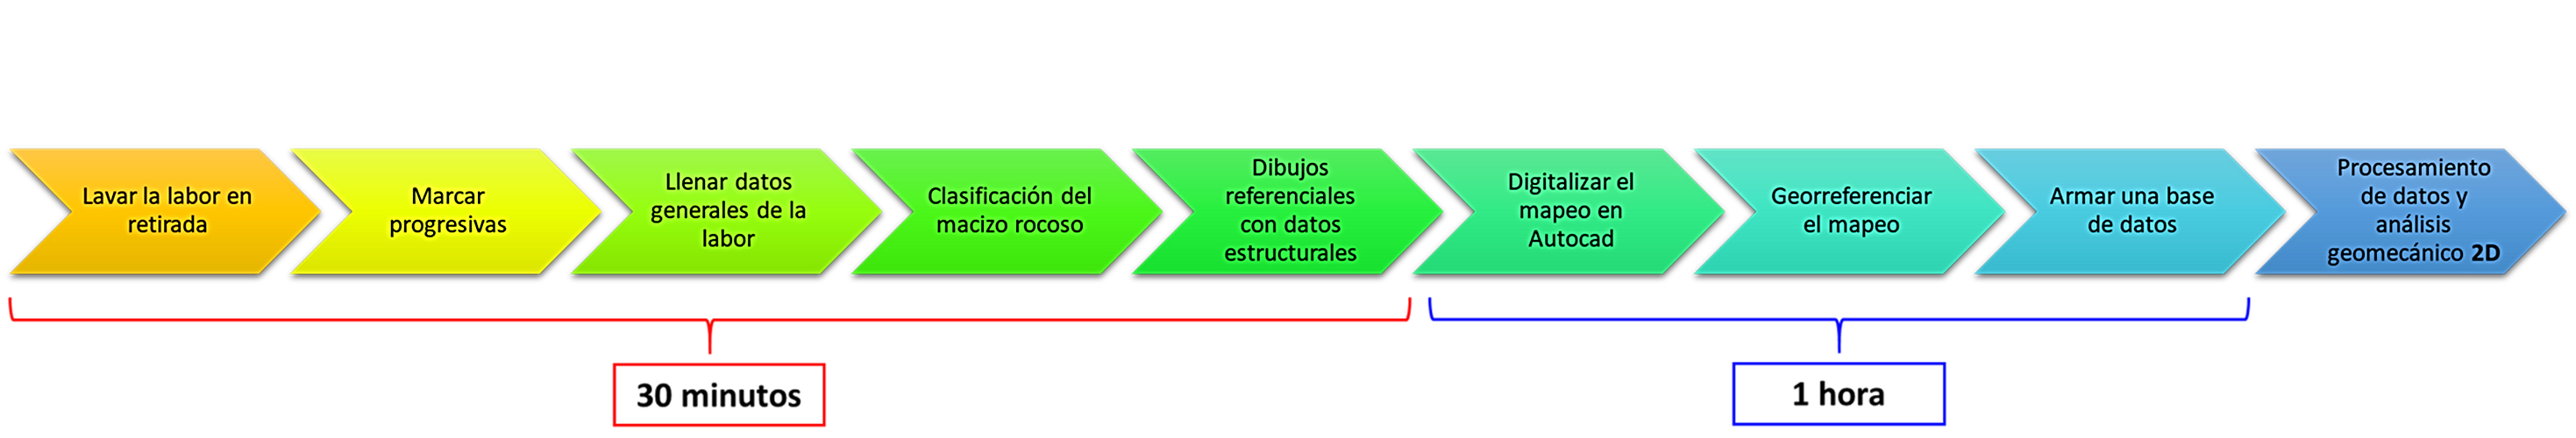 Lavar la labor en
retirada
Marcar
progresivas
Llenar datos
generales de la
labor
Clasificación del
macizo rocoso
Dibujos
referenciales
con datos
estructurales
Digitalizar el
mapeo en
Autocad
Georreferenciar
el mapeo
Armar una base
de datos
Procesamiento
de datos y
análisis
geomecánico 2D
30 minutos
1 hora